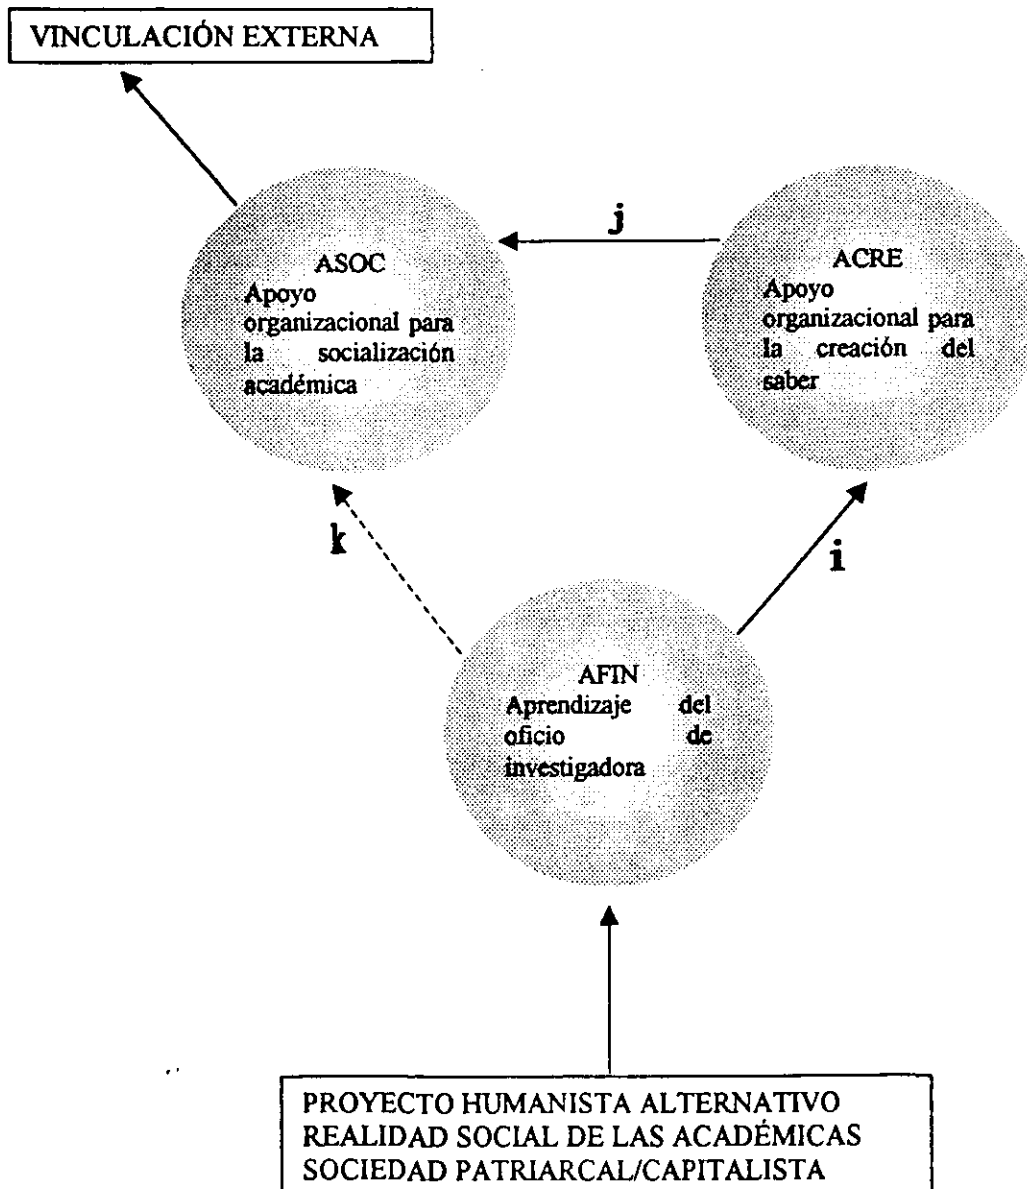 VINCULACIÓN EXTERNA
j
ASOC
Apoyo
organizacional para
la socialización
académica
ACRE
Apoyo
organizacional para
la creación del
saber
k
i
AFIN
Aprendizaje del
oficio de
investigadora
PROYECTO HUMANISTA ALTERNATIVO
REALIDAD SOCIAL DE LAS ACADÉMICAS
SOCIEDAD PATRIARCAL/CAPITALISTA